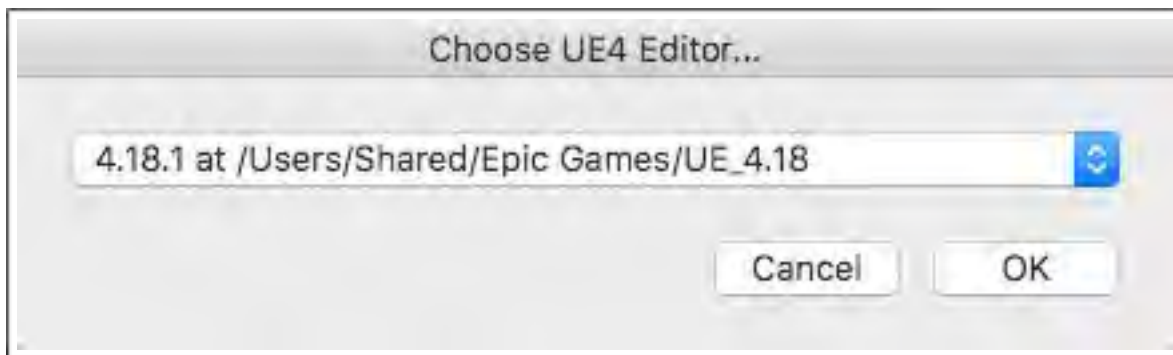 Choose UE4 Editor...
4.18.1 at /Users/Shared/Epic Games/UE_4.18
Cancel OK